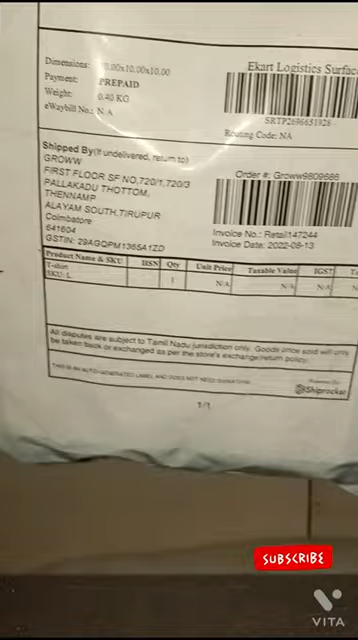 Dimensions: 0.00x10.00x10.00
Payment: PREPAID
Weight: 0.40 KG
eWaybill No.: N/A
Ekart Logistics Surface
SRTP2696651928
Routing Code: NA
Shipped By(If undelivered, return to)
GROWW
FIRST FLOOR SF NO,720/1,720/3
PALLAKADU THOTTOM,
THENNAMP
ALAYAM SOUTH,TIRUPUR
Coimbatore
641604
GSTIN: 29AGQPM1365A1ZD
Order #: Groww9809686
Invoice No.: Retail147244
Invoice Date: 2022-08-13
Product Name & SKU HSN Qty Unit Price Taxable Value IGST
T-shirt
SKU: L 1 N/A N/A N/A
All disputes are subject to Tamil Nadu jurisdiction only. Goods once sold will only
be taken back or exchanged as per the store's exchange/return policy.
THIS IS AN AUTO-GENERATED LABEL AND DOES NOT NEED SIGNATURE.
Shiprocket
1/1
SUBSCRIBE
VITA